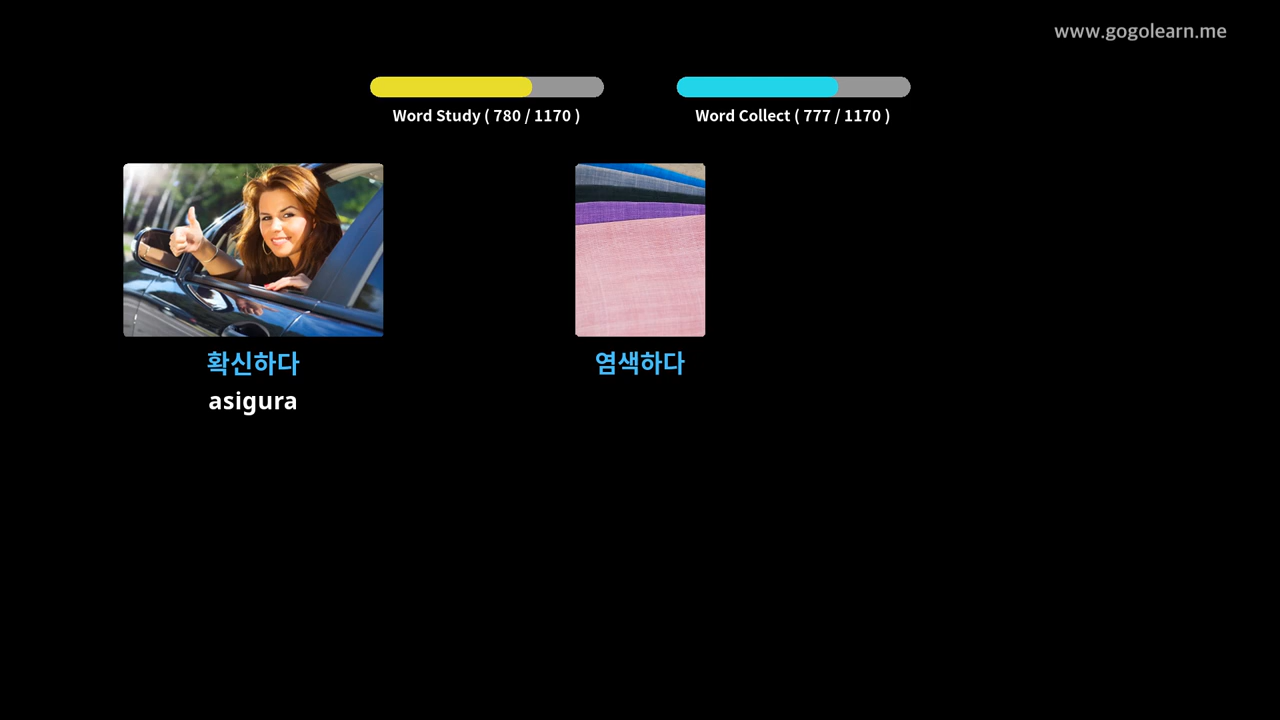 www.gogolearn.me
Word Study ( 780 / 1170 )
Word Collect ( 777 / 1170 )
확신하다
asigura
염색하다